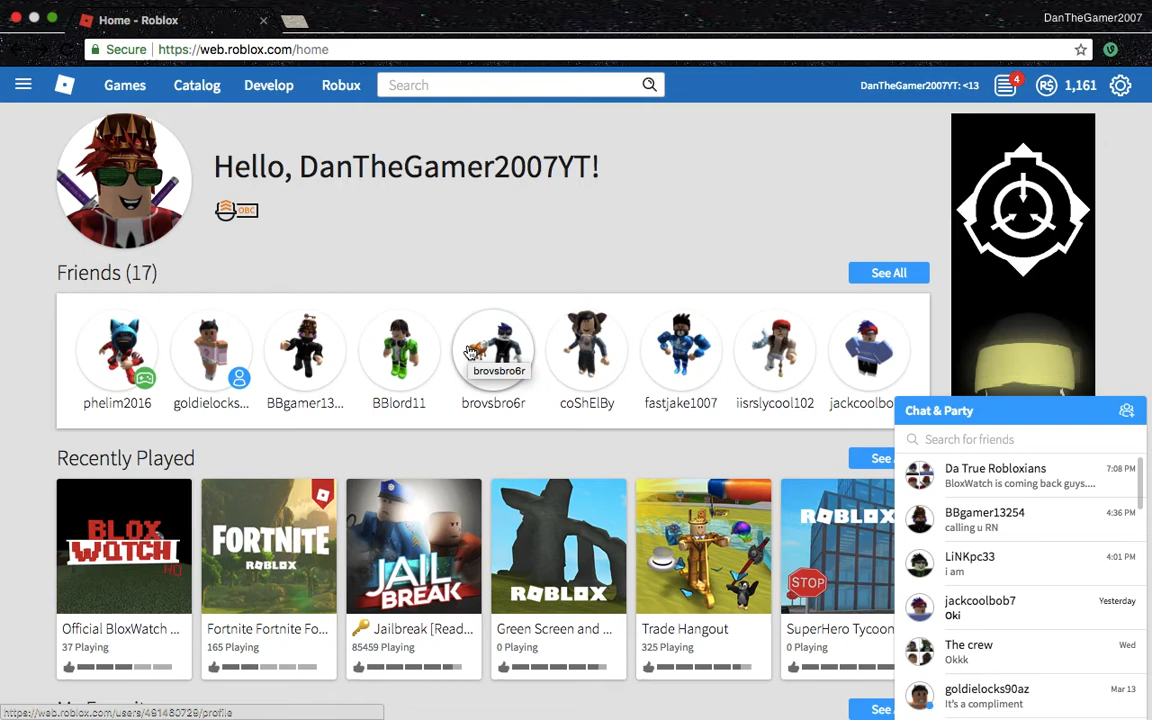 Home - Roblox
DanTheGamer2007
Secure
https://web.roblox.com/home
Games
Catalog
Develop
Robux
Search
DanTheGamer2007YT: <13
4
R$
1,161
Hello, DanTheGamer2007YT!
OBC
Friends (17)
See All
brovsbro6r
phelim2016
goldielocks...
BBgamer13...
BBlord11
brovsbro6r
coShElBy
fastjake1007
iisrslycool102
jackcoolbo
Chat & Party
Search for friends
Da True Robloxians
7:08 PM
BloxWatch is coming back guys....
BBgamer13254
4:36 PM
calling u RN
LiNKpc33
4:01 PM
i am
jackcoolbob7
Yesterday
Oki
The crew
Wed
Okkk
goldielocks90az
Mar 13
It's a compliment
Recently Played
See
BLOX
WATCH
HQ
FORTNITE
ROBLOX
JAIL
BREAK
ROBLOX
ROBLOX
STOP
Official BloxWatch ...
37 Playing
Fortnite Fortnite Fo...
165 Playing
Jailbreak [Read...
85459 Playing
Green Screen and ...
0 Playing
Trade Hangout
325 Playing
SuperHero Tycoon
0 Playing
See
https://web.roblox.com/users/491480729/profile